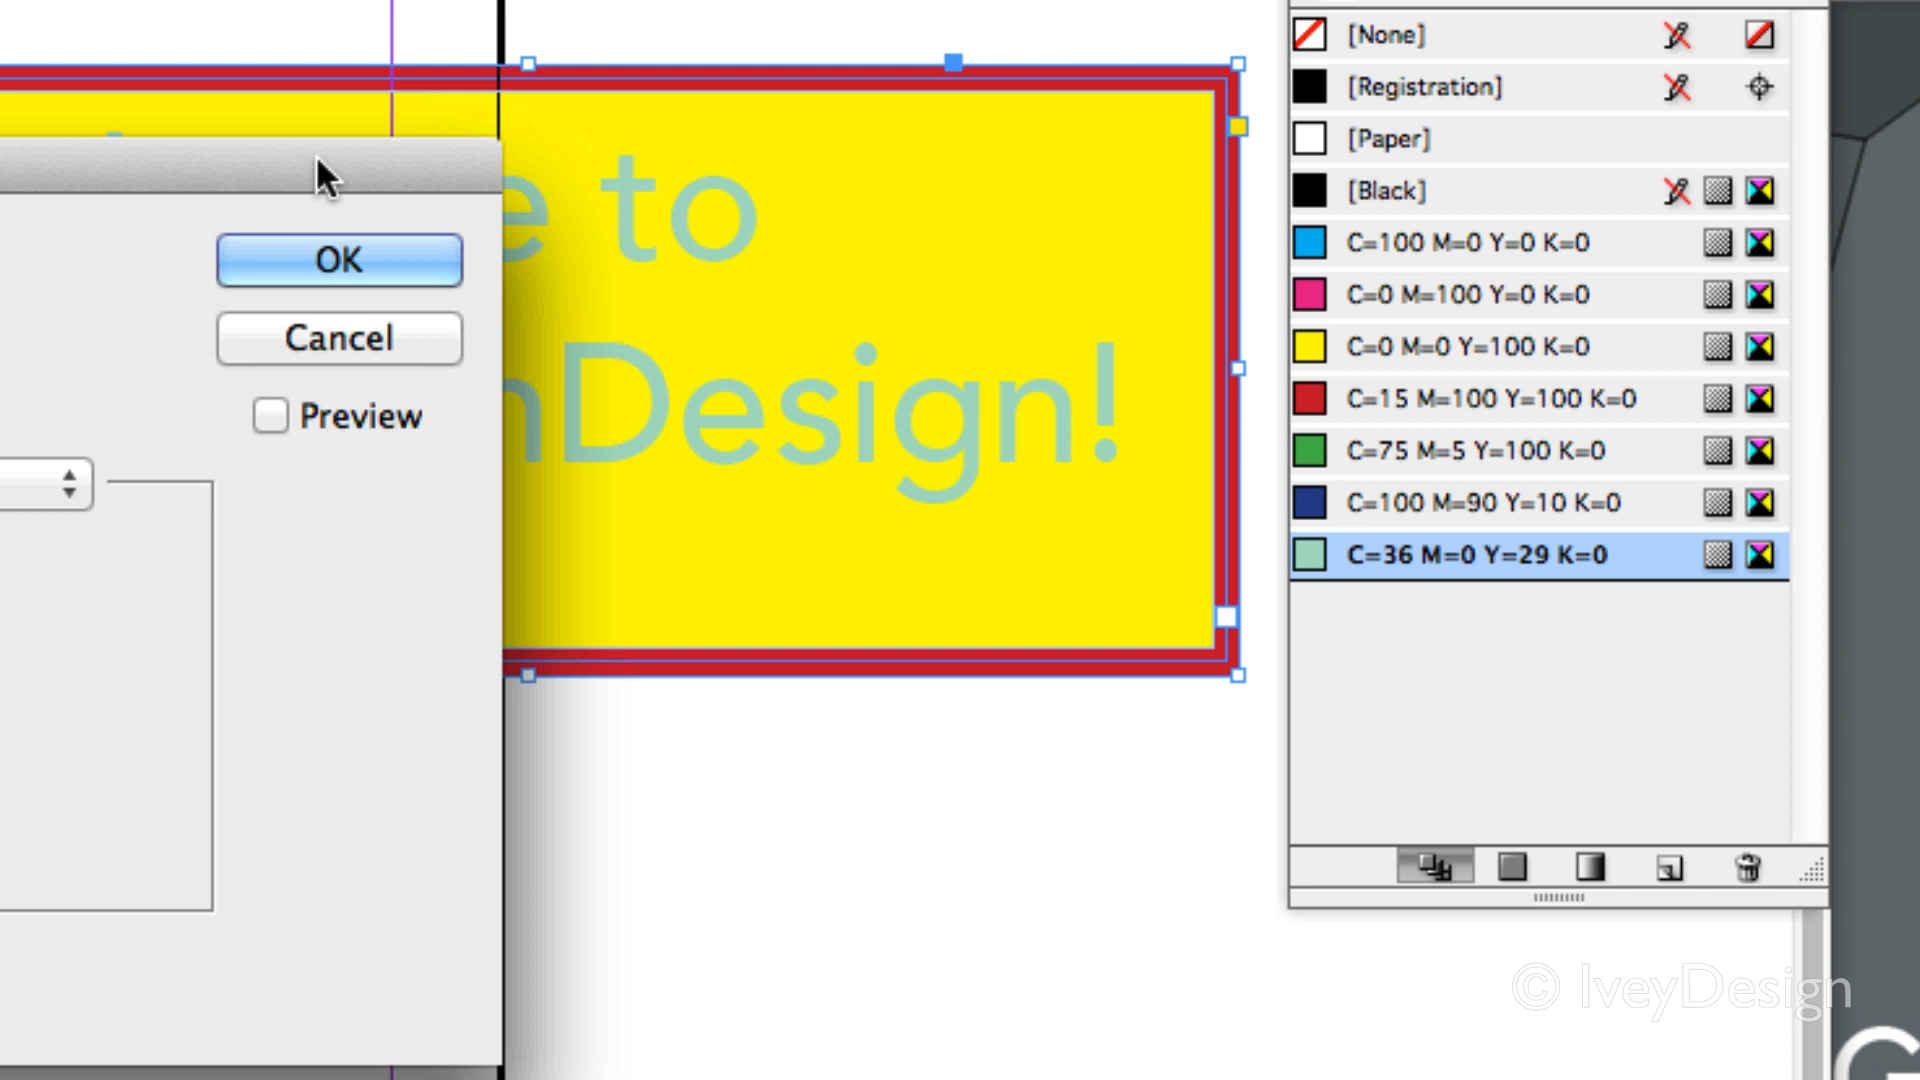 e to
nDesign!
OK
Cancel
Preview
[None]
[Registration]
[Paper]
[Black]
C=100 M=0 Y=0 K=0
C=0 M=100 Y=0 K=0
C=0 M=0 Y=100 K=0
C=15 M=100 Y=100 K=0
C=75 M=5 Y=100 K=0
C=100 M=90 Y=10 K=0
C=36 M=0 Y=29 K=0
© IveyDesign
G